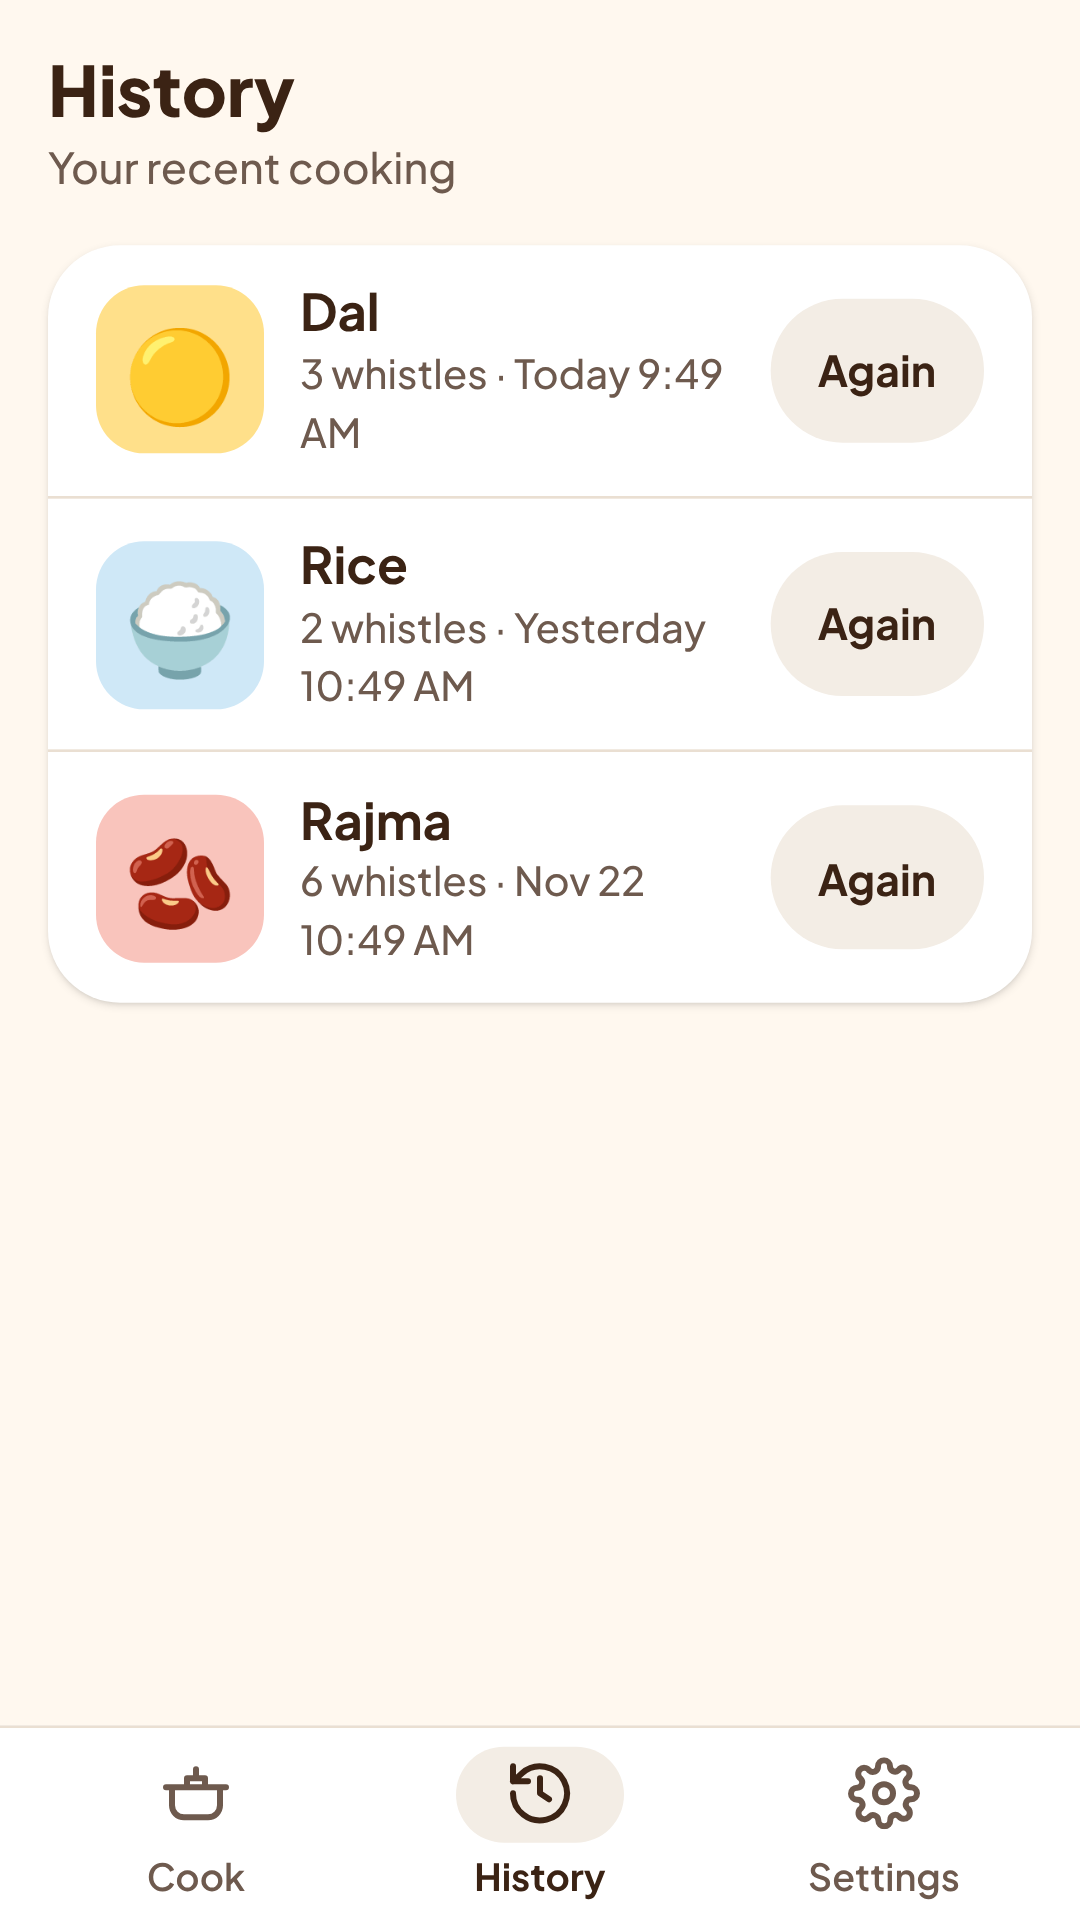 History
Your recent cooking
Dal
3 whistles · Today 9:49
AM
Again
Rice
2 whistles · Yesterday
10:49 AM
Again
Rajma
6 whistles · Nov 22
10:49 AM
Again
Cook
History
Settings